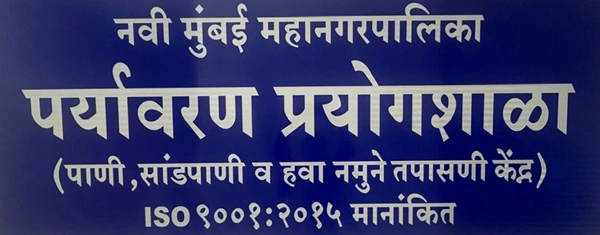 नवी मुंबई महानगरपालिका
पर्यावरण प्रयोगशाळा
(पाणी,सांडपाणी व हवा नमुने तपासणी केंद्र)
ISO ९००१:२०१५ मानांकित